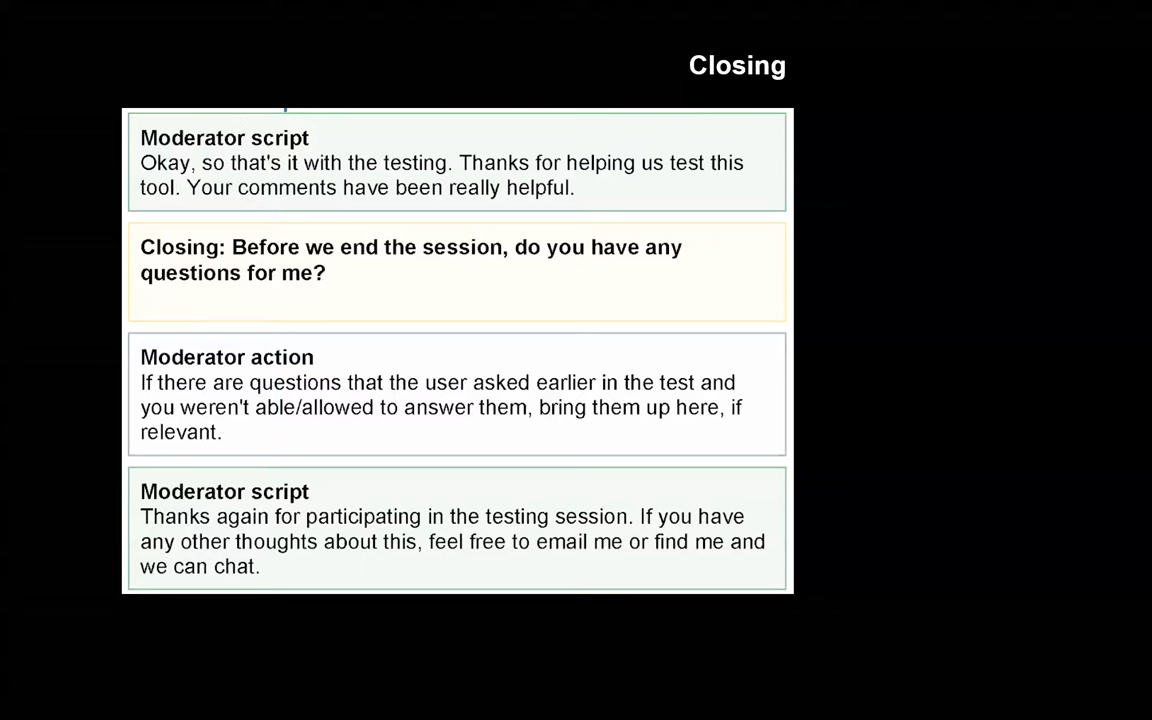 Closing
Moderator script
Okay, so that's it with the testing. Thanks for helping us test this
tool. Your comments have been really helpful.
Closing: Before we end the session, do you have any
questions for me?
Moderator action
If there are questions that the user asked earlier in the test and
you weren't able/allowed to answer them, bring them up here, if
relevant.
Moderator script
Thanks again for participating in the testing session. If you have
any other thoughts about this, feel free to email me or find me and
we can chat.